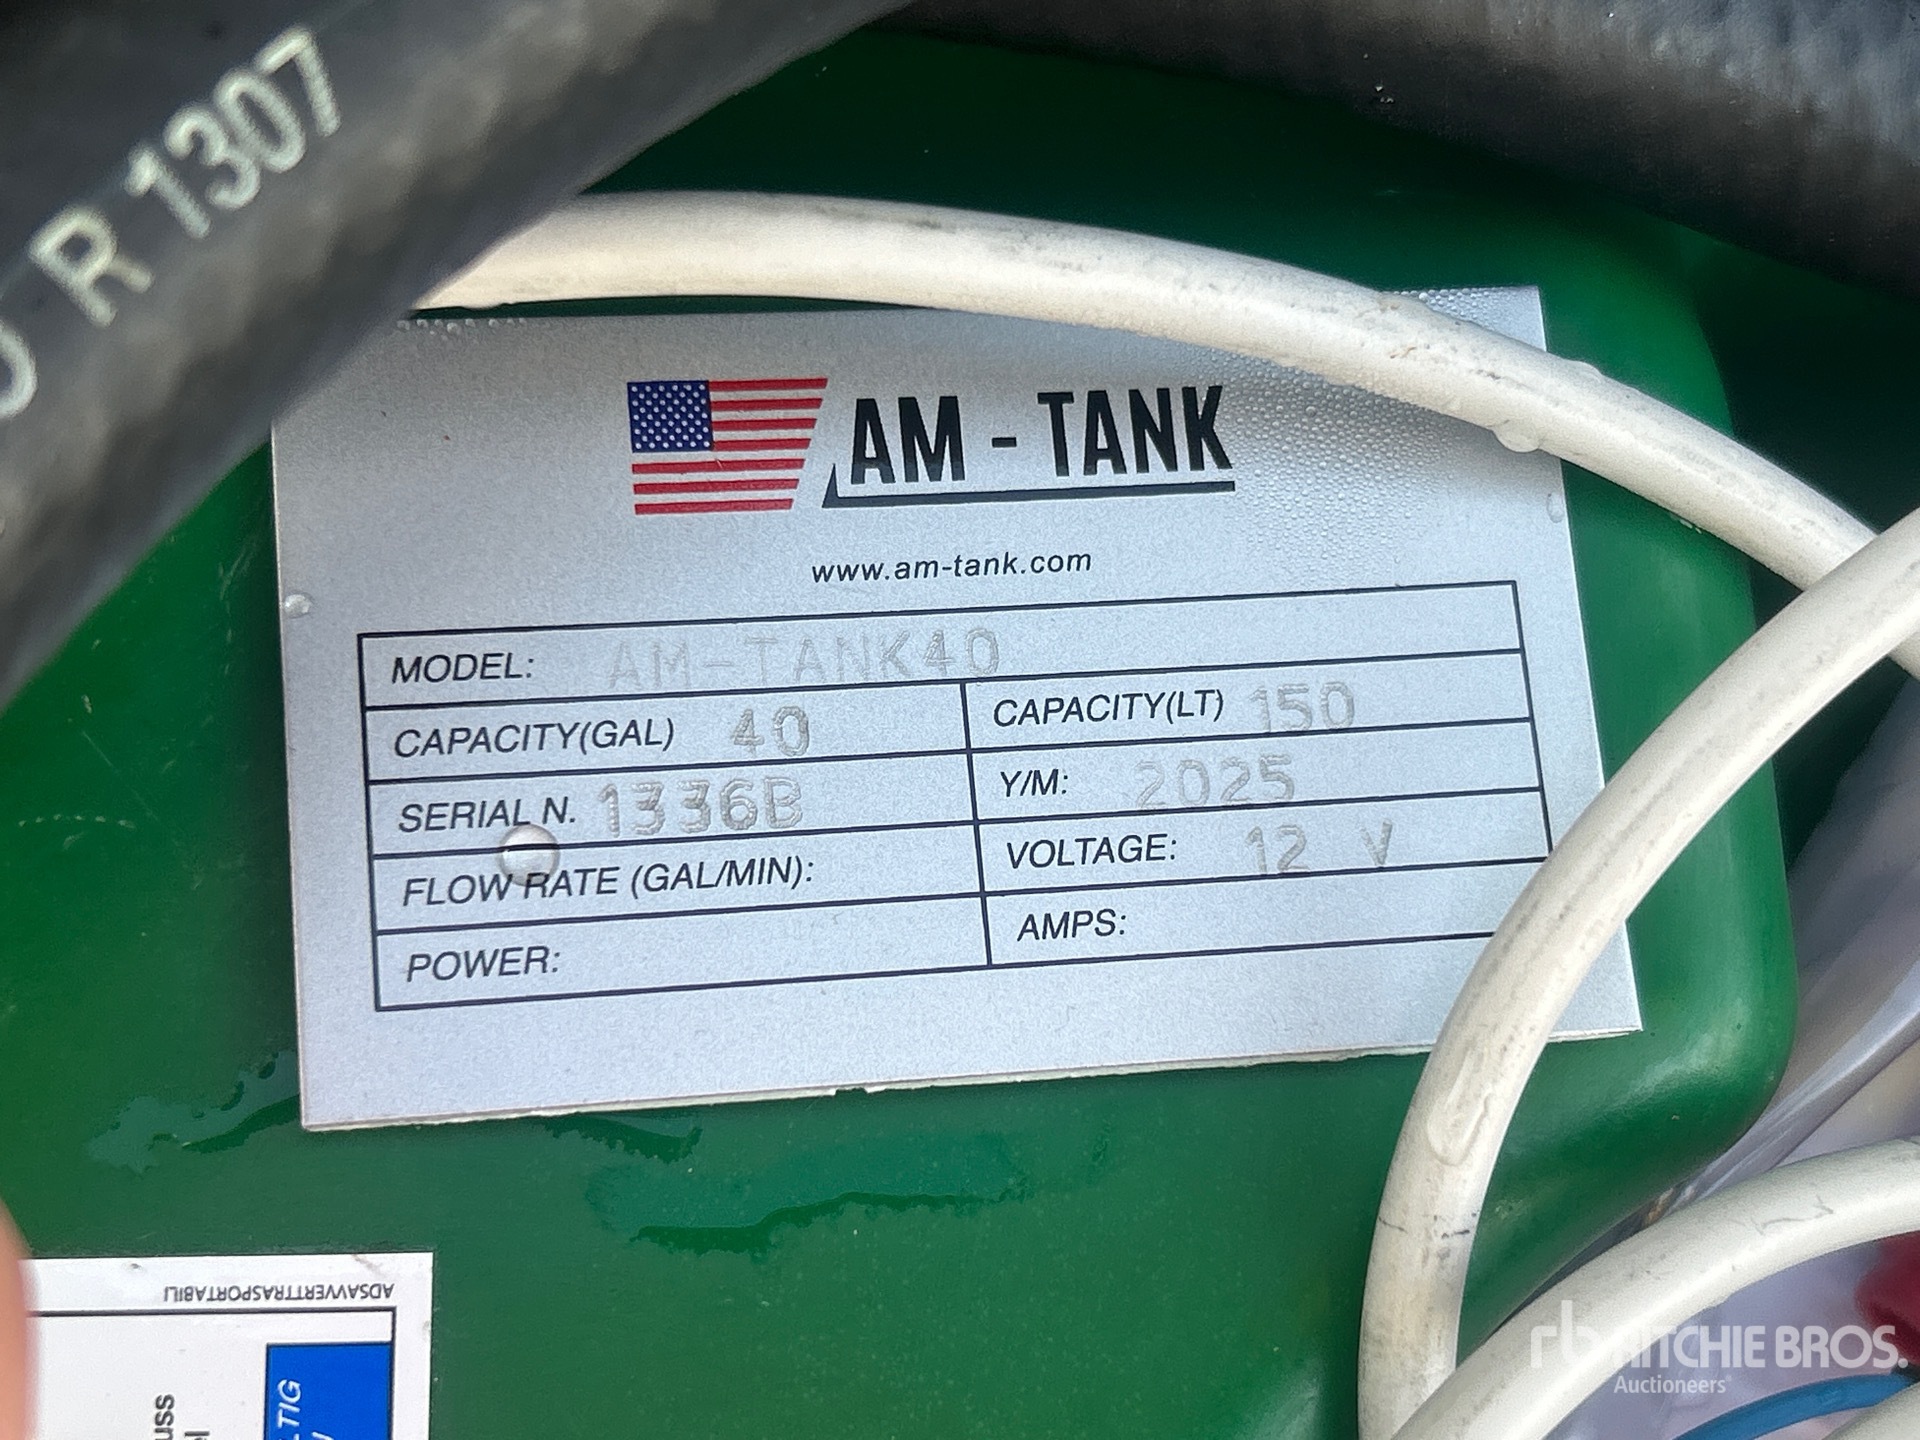 R 1307
AM - TANK
www.am-tank.com
MODEL: AM-TANK40
CAPACITY(GAL) 40 CAPACITY(LT) 150
SERIAL N. 1336B Y/M: 2025
FLOW RATE (GAL/MIN): VOLTAGE: 12 V
POWER: AMPS:
ADSAVVERTTRASPORTABILI
RITCHIE BROS.
Auctioneers